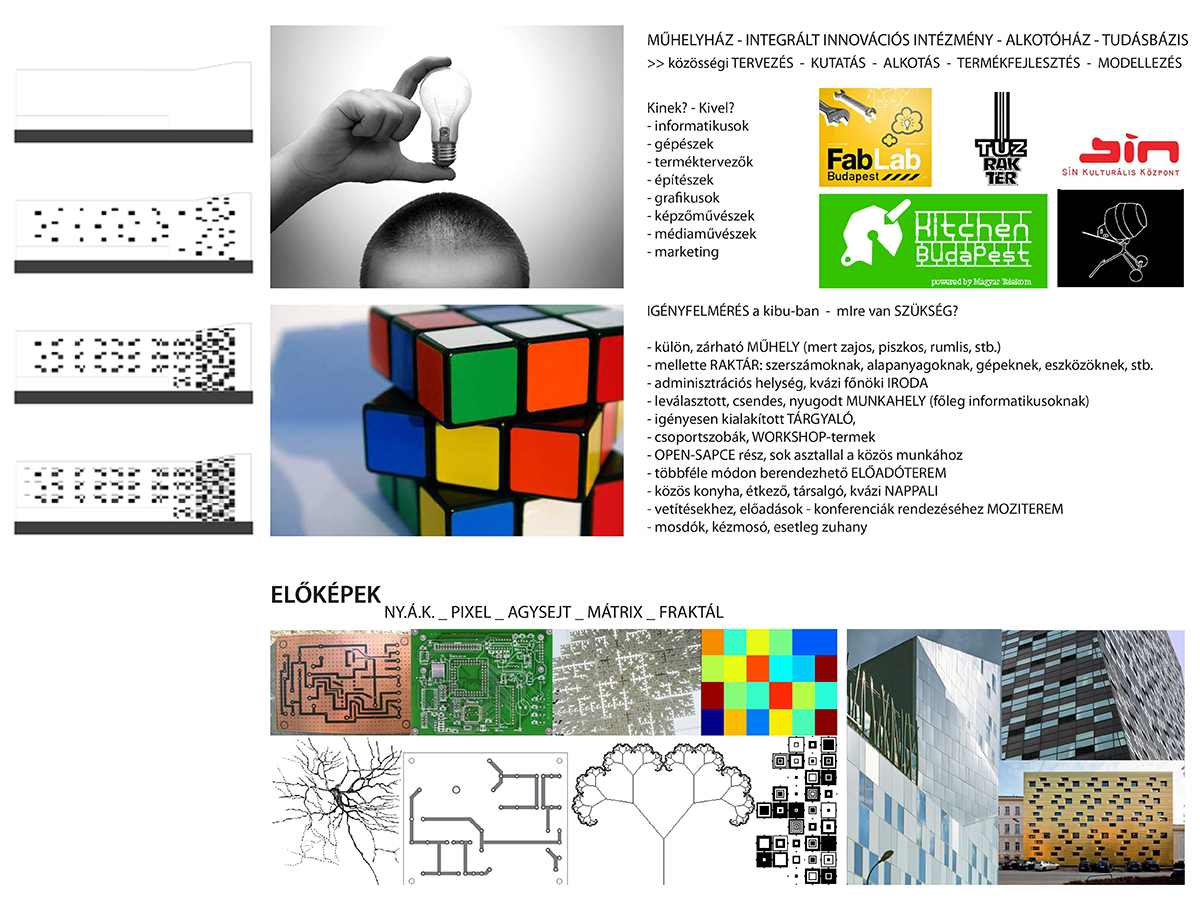 MŰHELYHÁZ - INTEGRÁLT INNOVÁCIÓS INTÉZMÉNY - ALKOTÓHÁZ - TUDÁSBÁZIS
>> közösségi TERVEZÉS - KUTATÁS - ALKOTÁS - TERMÉKFEJLESZTÉS - MODELLEZÉS
Kinek? - Kivel?
- informatikusok
- gépészek
- terméktervezők
- építészek
- grafikusok
- képzőművészek
- médiaművészek
- marketing
FabLab
Budapest
TŰZ
RAK
TÉR
SÍN
SÍN KULTURÁLIS KÖZPONT
Kitchen
BudaPest
powered by Magyar Telekom
IGÉNYFELMÉRÉS a kibu-ban - mIre van SZÜKSÉG?
- külön, zárható MŰHELY (mert zajos, piszkos, rumlis, stb.)
- mellette RAKTÁR: szerszámoknak, alapanyagoknak, gépeknek, eszközöknek, stb.
- adminisztrációs helység, kvázi főnöki IRODA
- leválasztott, csendes, nyugodt MUNKAHELY (főleg informatikusoknak)
- igényesen kialakított TÁRGYALÓ,
- csoportszobák, WORKSHOP-termek
- OPEN-SAPCE rész, sok asztallal a közös munkához
- többféle módon berendezhető ELŐADÓTEREM
- közös konyha, étkező, társalgó, kvázi NAPPALI
- vetítésekhez, előadások - konferenciák rendezéséhez MOZITEREM
- mosdók, kézmosó, esetleg zuhany
ELŐKÉPEK
NY.Á.K. _ PIXEL _ AGYSEJT _ MÁTRIX _ FRAKTÁL